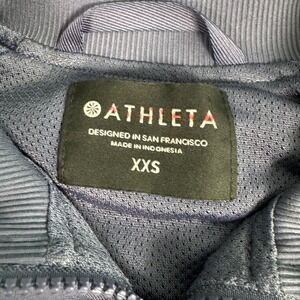 ATHLETA
DESIGNED IN SAN FRANCISCO
MADE IN INDONESIA
XXS